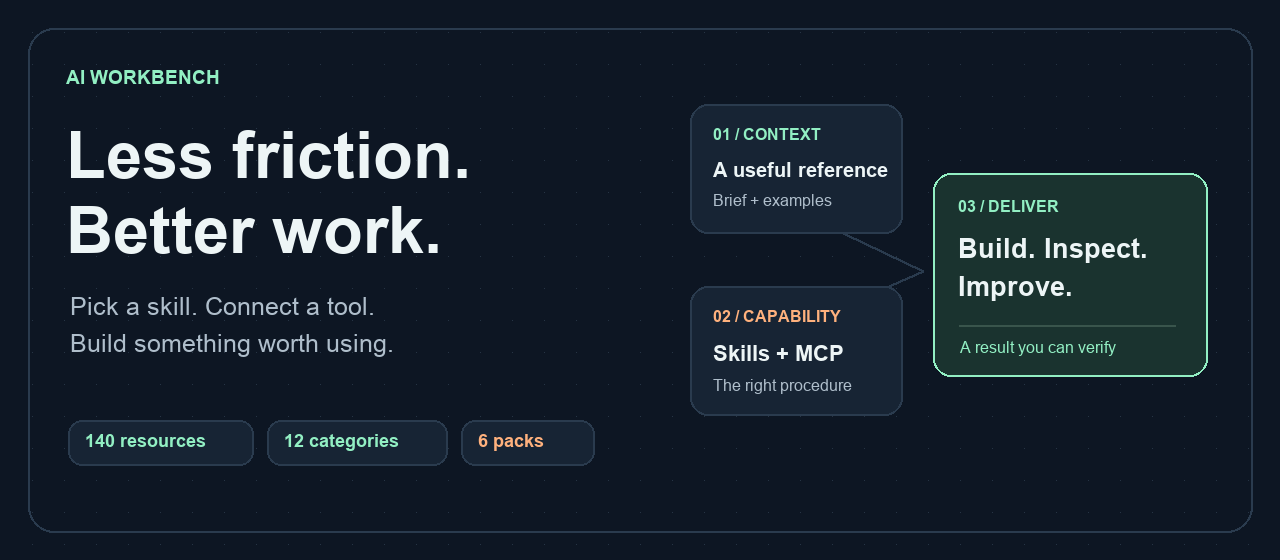 AI WORKBENCH
Less friction.
Better work.
Pick a skill. Connect a tool.
Build something worth using.
140 resources
12 categories
6 packs
01 / CONTEXT
A useful reference
Brief + examples
02 / CAPABILITY
Skills + MCP
The right procedure
03 / DELIVER
Build. Inspect.
Improve.
A result you can verify